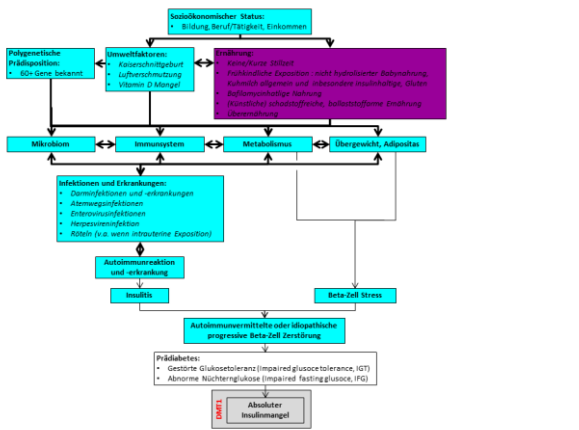 Sozioökonomischer Status:
• Bildung, Beruf/Tätigkeit, Einkommen
Polygenetische
Prädisposition:
• 60+ Gene bekannt
Umweltfaktoren:
• Kaiserschnittgeburt
• Luftverschmutzung
• Vitamin D Mangel
Ernährung:
• Keine/Kurze Stillzeit
• Frühkindliche Exposition : nicht hydrolisierter Babynahrung,
Kuhmilch allgemein und insbesondere insulinhaltige, Gluten
• Bafilomycinhaltige Nahrung
• (Künstliche) schadstoffreiche, ballaststoffarme Ernährung
• Überernährung
Mikrobiom
Immunsystem
Metabolismus
Übergewicht, Adipositas
Infektionen und Erkrankungen:
• Darminfektionen und -erkrankungen
• Atemwegsinfektionen
• Enterovirusinfektionen
• Herpesvireninfektion
• Röteln (v.a. wenn intrauterine Exposition)
Autoimmunreaktion
und -erkrankung
Insulitis
Beta-Zell Stress
Autoimmunvermittelte oder idiopathische
progressive Beta-Zell Zerstörung
Prädiabetes:
• Gestörte Glukosetoleranz (Impaired glusoce tolerance, IGT)
• Abnorme Nüchternglukose (Impaired fasting glusoce, IFG)
DMT1
Absoluter
Insulinmangel